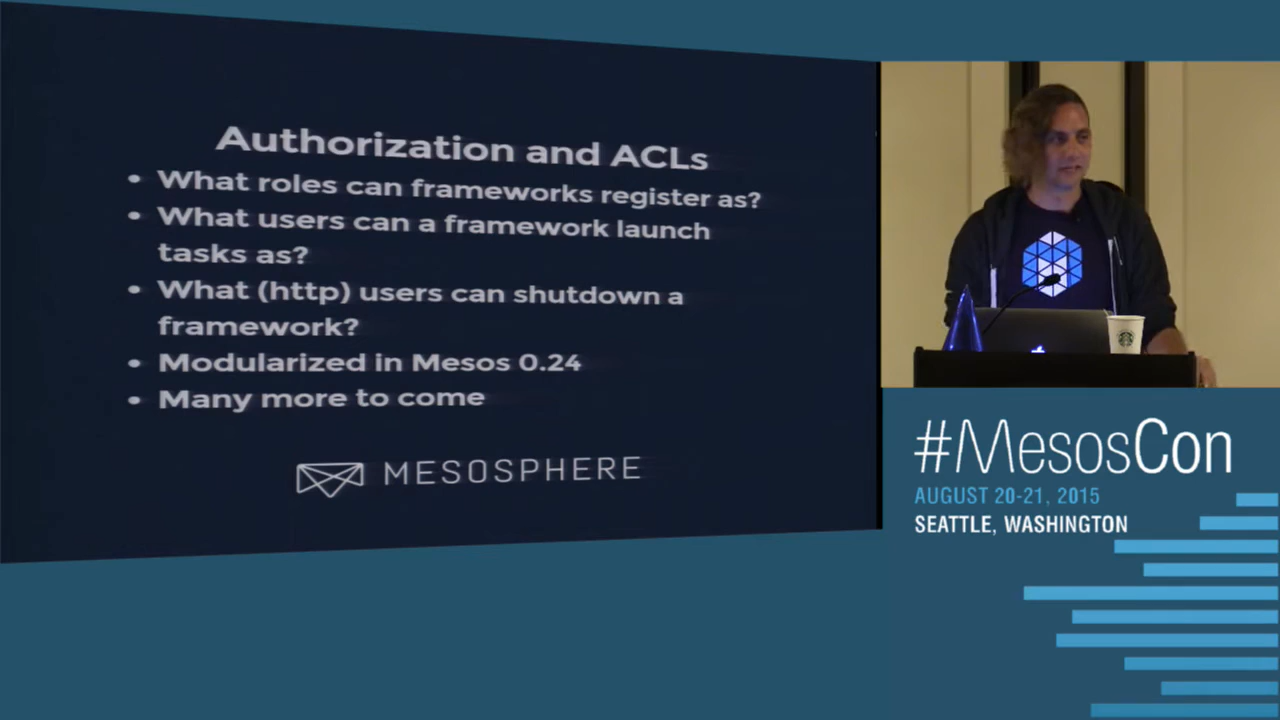 Authorization and ACLs
• What roles can frameworks register as?
• What users can a framework launch
tasks as?
• What (http) users can shutdown a
framework?
• Modularized in Mesos 0.24
• Many more to come
MESOSPHERE
#MesosCon
AUGUST 20-21, 2015
SEATTLE, WASHINGTON